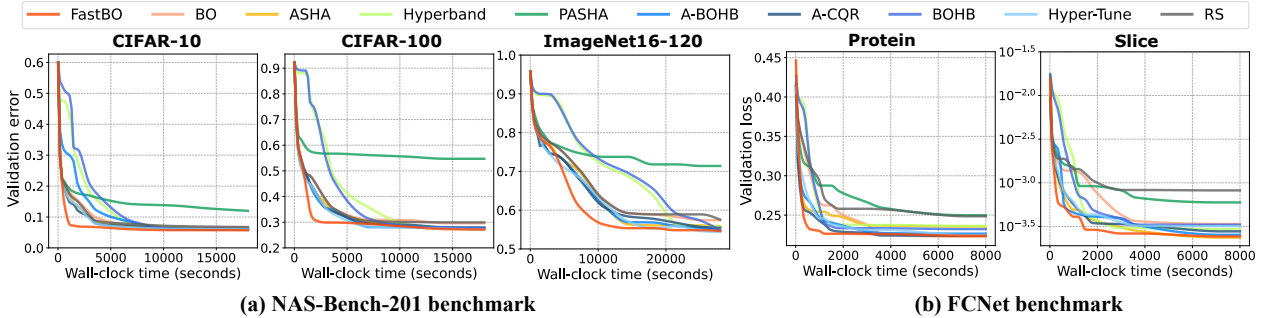 FastBO BO ASHA Hyperband PASHA A-BOHB A-CQR BOHB Hyper-Tune RS
CIFAR-10 CIFAR-100 ImageNet16-120 Protein Slice
Validation error
0.6
0.5
0.4
0.3
0.2
0.1
0.0
0 5000 10000 15000
Wall-clock time (seconds)
0.9
0.8
0.7
0.6
0.5
0.4
0.3
0.2
0 5000 10000 15000
Wall-clock time (seconds)
1.0
0.9
0.8
0.7
0.6
0.5
0 10000 20000
Wall-clock time (seconds)
Validation loss
0.45
0.40
0.35
0.30
0.25
0 2000 4000 6000 8000
Wall-clock time (seconds)
10−1.5
10−2.0
10−2.5
10−3.0
10−3.5
0 2000 4000 6000 8000
Wall-clock time (seconds)
(a) NAS-Bench-201 benchmark
(b) FCNet benchmark